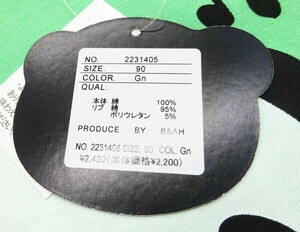 NO. 2231405
SIZE. 90
COLOR. Gn
QUAL.
本体 綿 100%
リブ 綿 95%
ポリウレタン 5%
PRODUCE BY B&AH
NO. 2231405 SIZE. 90 COL. Gn
¥2,420(本体価格¥2,200)